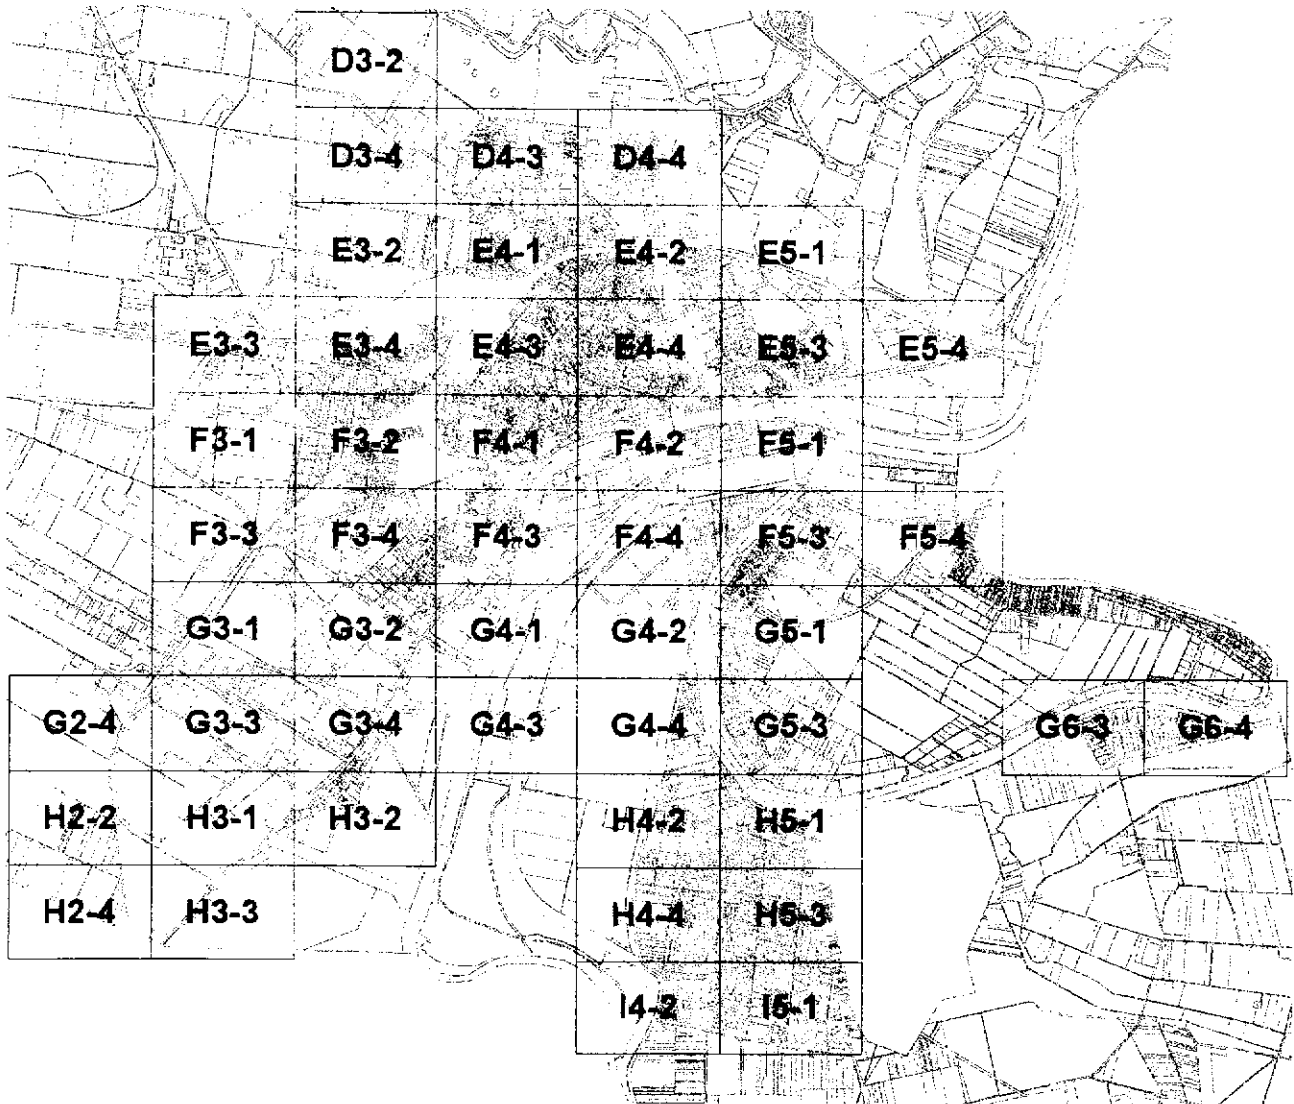 D3-2
D3-4 D4-3 D4-4
E3-2 E4-1 E4-2 E5-1
E3-3 E3-4 E4-3 E4-4 E5-3 E5-4
F3-1 F3-2 F4-1 F4-2 F5-1
F3-3 F3-4 F4-3 F4-4 F5-3 F5-4
G3-1 G3-2 G4-1 G4-2 G5-1
G2-4 G3-3 G3-4 G4-3 G4-4 G5-3 G6-3 G6-4
H2-2 H3-1 H3-2 H4-2 H5-1
H2-4 H3-3 H4-4 H5-3
I4-2 I5-1